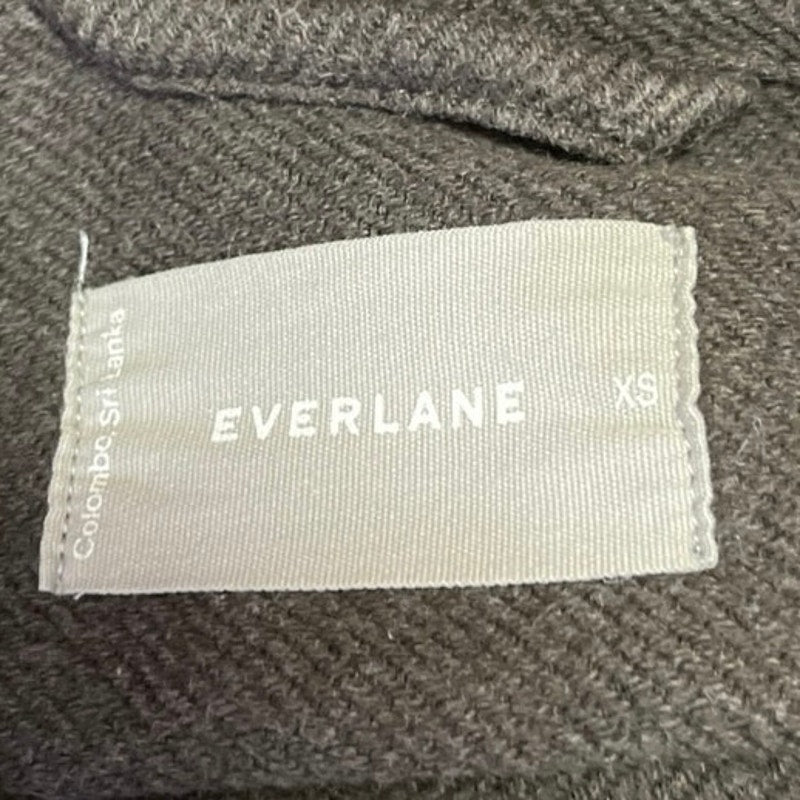 Colombo, Sri Lanka
EVERLANE
XS